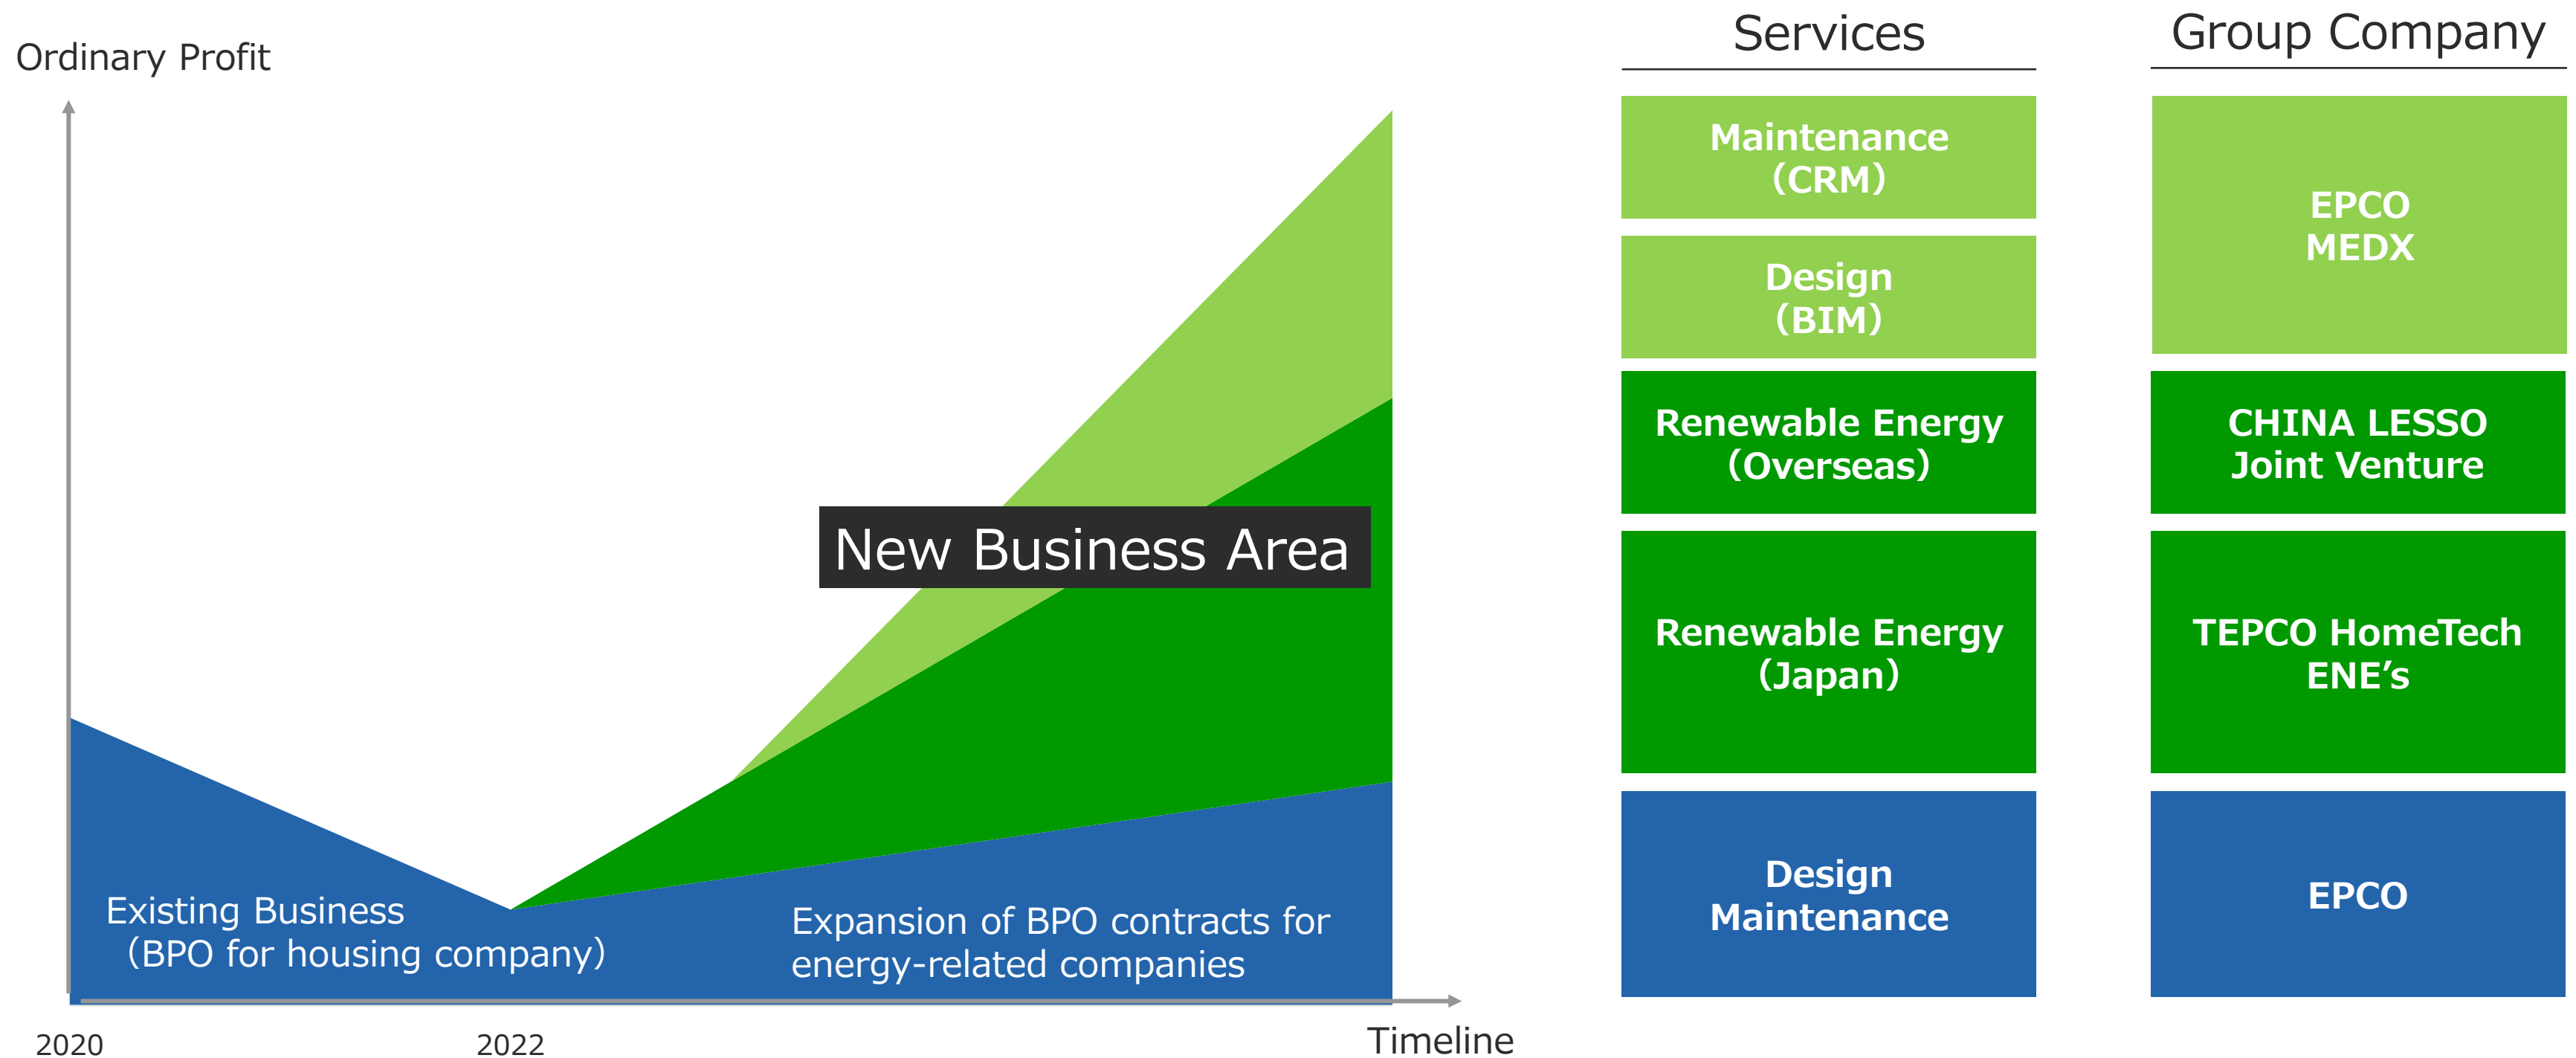 Ordinary Profit
New Business Area
Existing Business
（BPO for housing company）
Expansion of BPO contracts for
energy-related companies
2020
2022
Timeline
Services
Maintenance
（CRM）
Design
（BIM）
Renewable Energy
（Overseas）
Renewable Energy
（Japan）
Design
Maintenance
Group Company
EPCO
MEDX
CHINA LESSO
Joint Venture
TEPCO HomeTech
ENE’s
EPCO